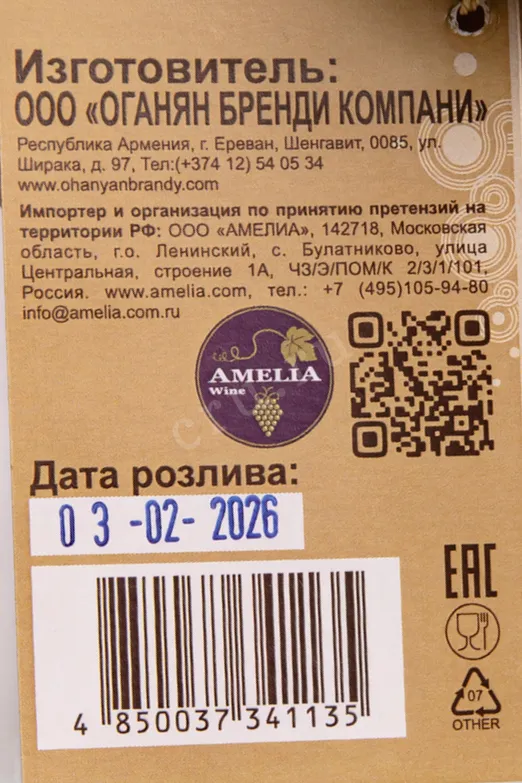 Изготовитель:
ООО «ОГАНЯН БРЕНДИ КОМПАНИ»
Республика Армения, г. Ереван, Шенгавит, 0085, ул.
Ширака, д. 97, Тел:(+374 12) 54 05 34
www.ohanyanbrandy.com
Импортер и организация по принятию претензий на
территории РФ: ООО «АМЕЛИА», 142718, Московская
область, г.о. Ленинский, с. Булатниково, улица
Центральная, строение 1А, ЧЗ/Э/ПОМ/К 2/3/1/101,
Россия. www.amelia.com, тел.: +7 (495)105-94-80
info@amelia.com.ru
AMELIA
Wine
Дата розлива:
03-02-2026
EAC
4 850037 341135
07
OTHER